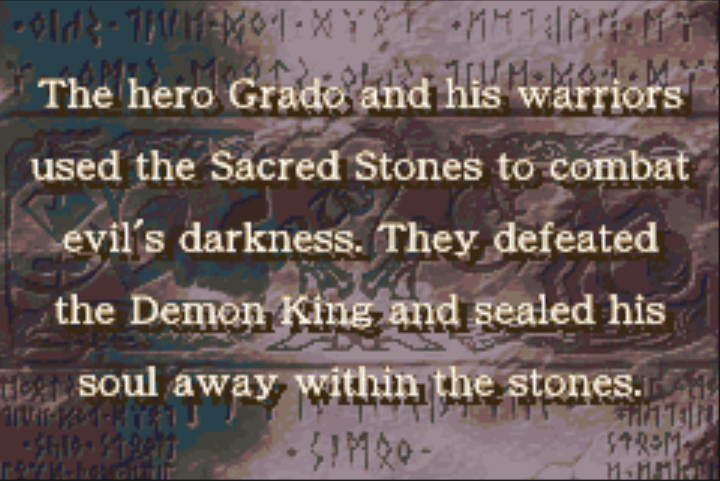 The hero Grado and his warriors
used the Sacred Stones to combat
evil's darkness. They defeated
the Demon King and sealed his
soul away within the stones.